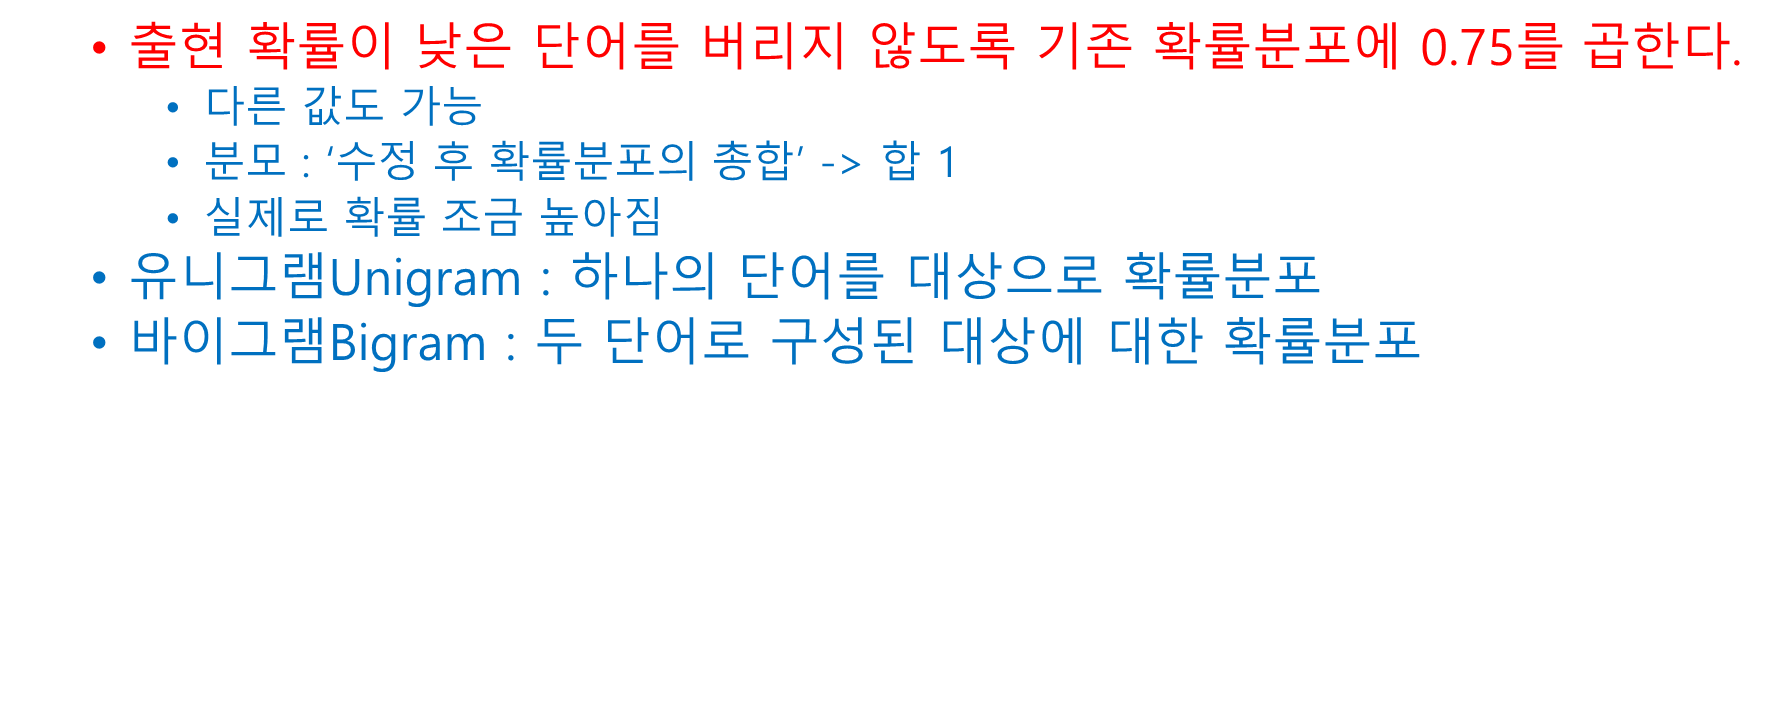 • 출현 확률이 낮은 단어를 버리지 않도록 기존 확률분포에 0.75를 곱한다.
• 다른 값도 가능
• 분모 : ‘수정 후 확률분포의 총합’ -> 합 1
• 실제로 확률 조금 높아짐
• 유니그램Unigram : 하나의 단어를 대상으로 확률분포
• 바이그램Bigram : 두 단어로 구성된 대상에 대한 확률분포